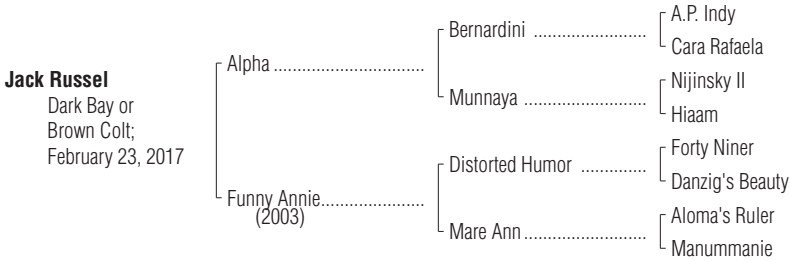 A.P. Indy
Bernardini ........................
Cara Rafaela
Alpha ................................
Jack Russel
Nijinsky II
Dark Bay or
Munnaya ..........................
Hiaam
Brown Colt;
Forty Niner
February 23, 2017
Distorted Humor ..............
Danzig's Beauty
Funny Annie......................
(2003)
Aloma's Ruler
Mare Ann..........................
Manummanie